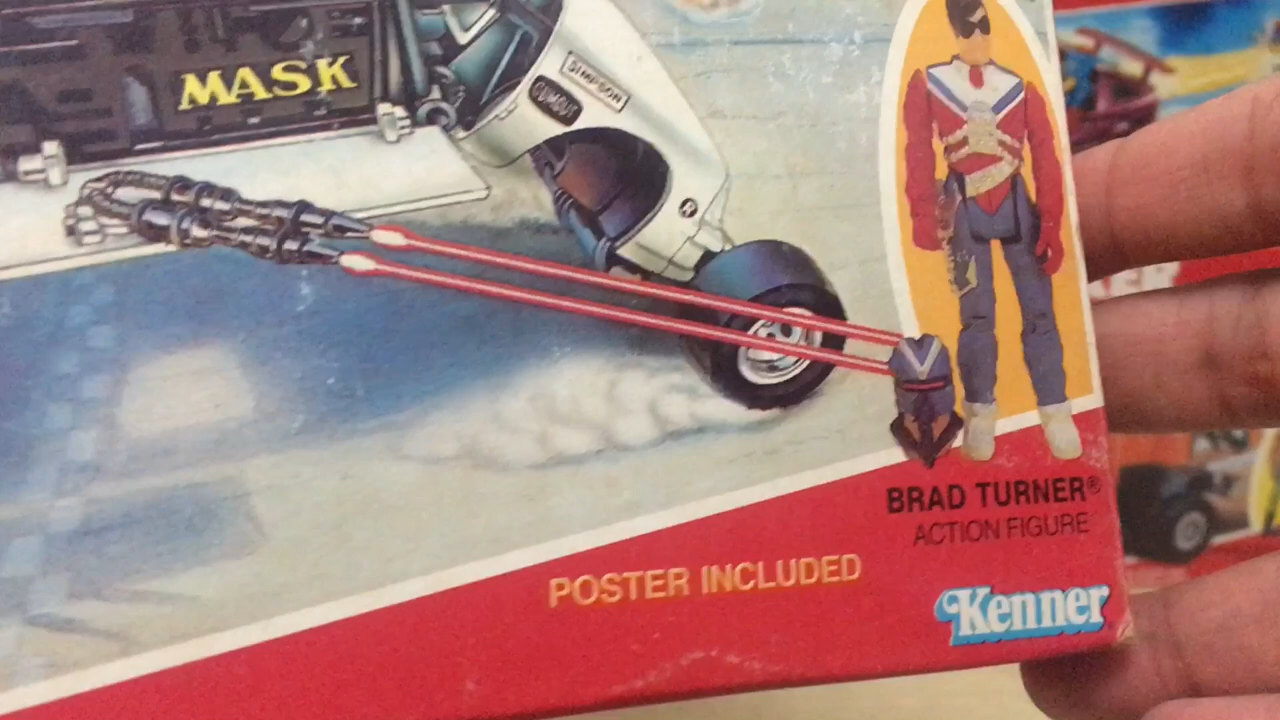 MASK
SIMPSON
R
BRAD TURNER®
ACTION FIGURE
POSTER INCLUDED
Kenner